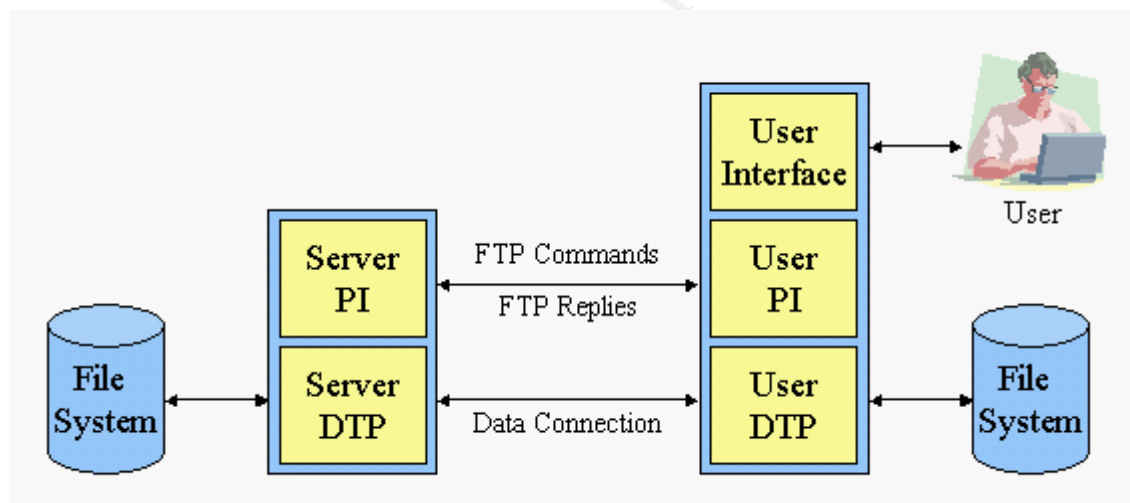 User
Interface
User
Server
PI
FTP Commands
FTP Replies
User
PI
File
System
Server
DTP
Data Connection
User
DTP
File
System